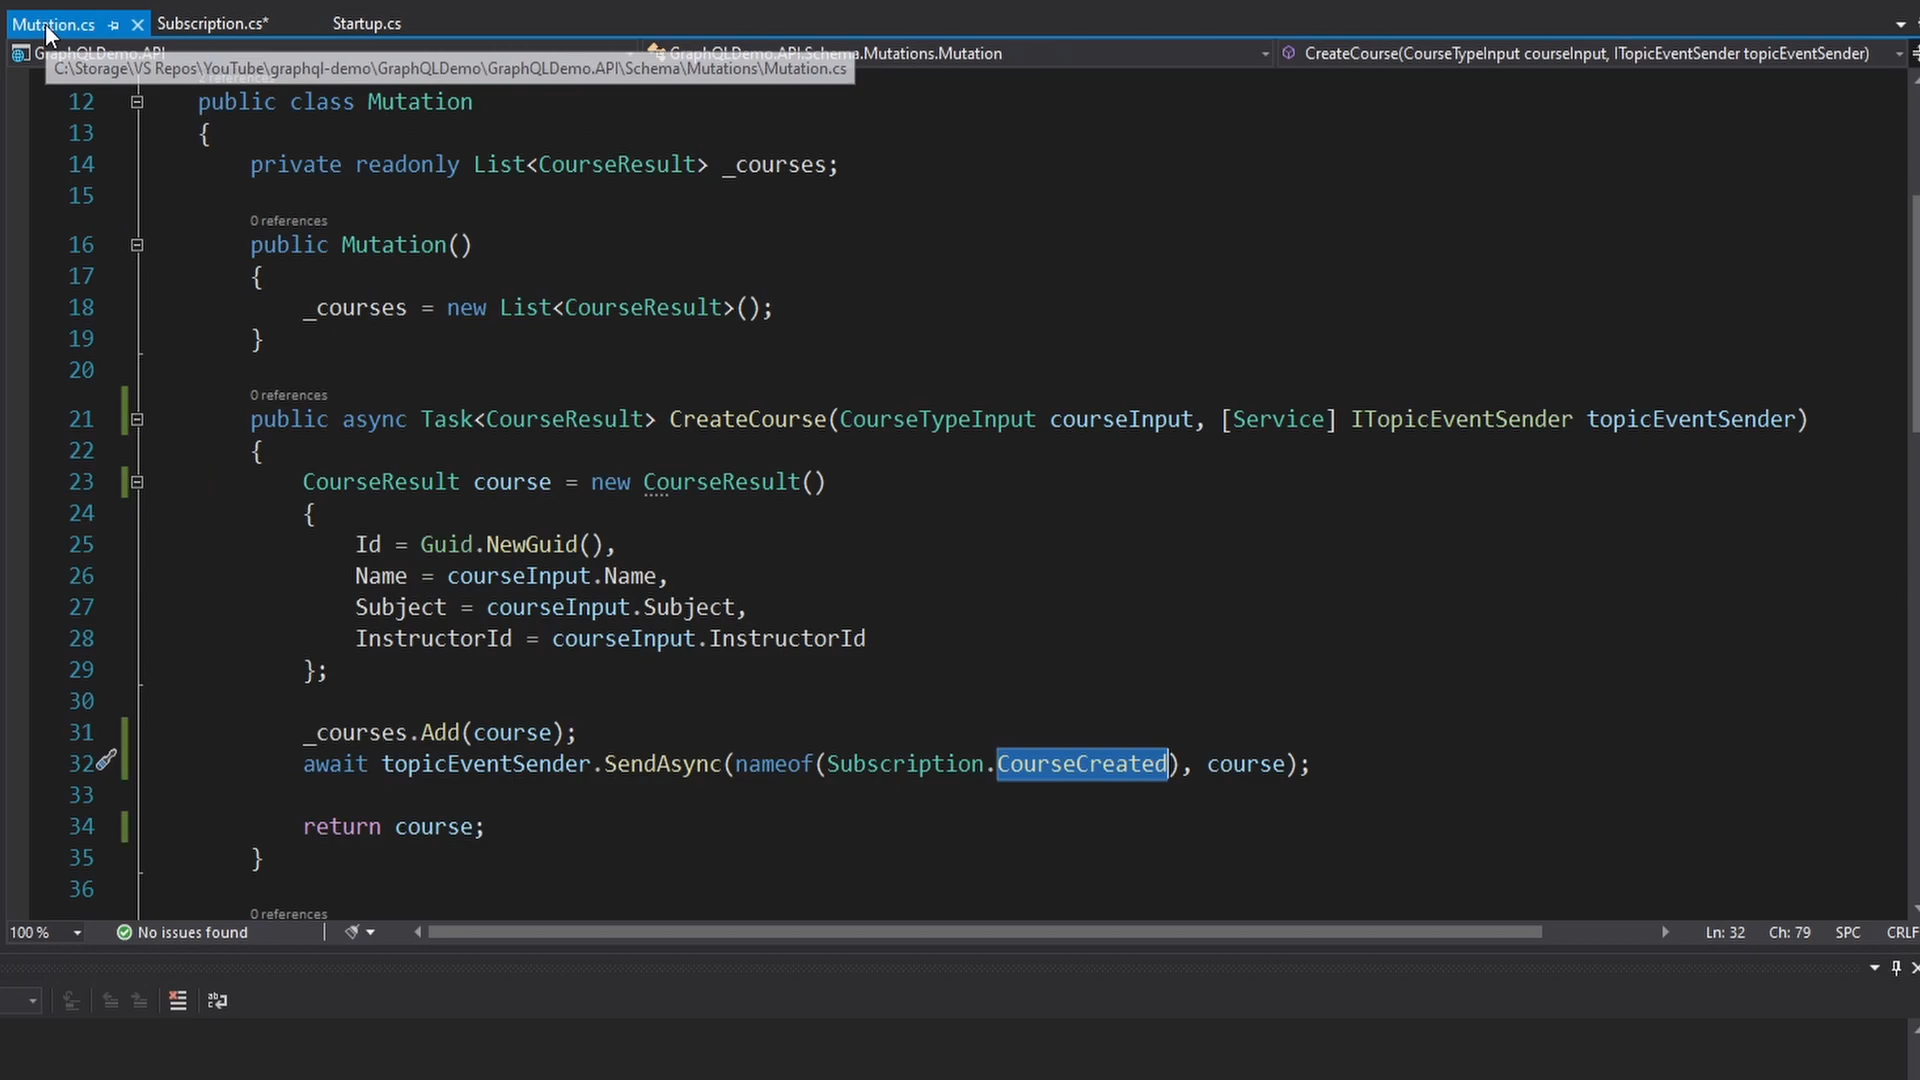 Mutation.cs
Subscription.cs*
Startup.cs
GraphQLDemo.API
GraphQLDemo.API.Schema.Mutations.Mutation
CreateCourse(CourseTypeInput courseInput, ITopicEventSender topicEventSender)
C:\Storage\VS Repos\YouTube\graphql-demo\GraphQLDemo\GraphQLDemo.API\Schema\Mutations\Mutation.cs
12 public class Mutation
13 {
14 private readonly List<CourseResult> _courses;
15
0 references
16 public Mutation()
17 {
18 _courses = new List<CourseResult>();
19 }
20
0 references
21 public async Task<CourseResult> CreateCourse(CourseTypeInput courseInput, [Service] ITopicEventSender topicEventSender)
22 {
23 CourseResult course = new CourseResult()
24 {
25 Id = Guid.NewGuid(),
26 Name = courseInput.Name,
27 Subject = courseInput.Subject,
28 InstructorId = courseInput.InstructorId
29 };
30
31 _courses.Add(course);
32 await topicEventSender.SendAsync(nameof(Subscription.CourseCreated), course);
33
34 return course;
35 }
36
0 references
100 % No issues found Ln: 32 Ch: 79 SPC CRLF